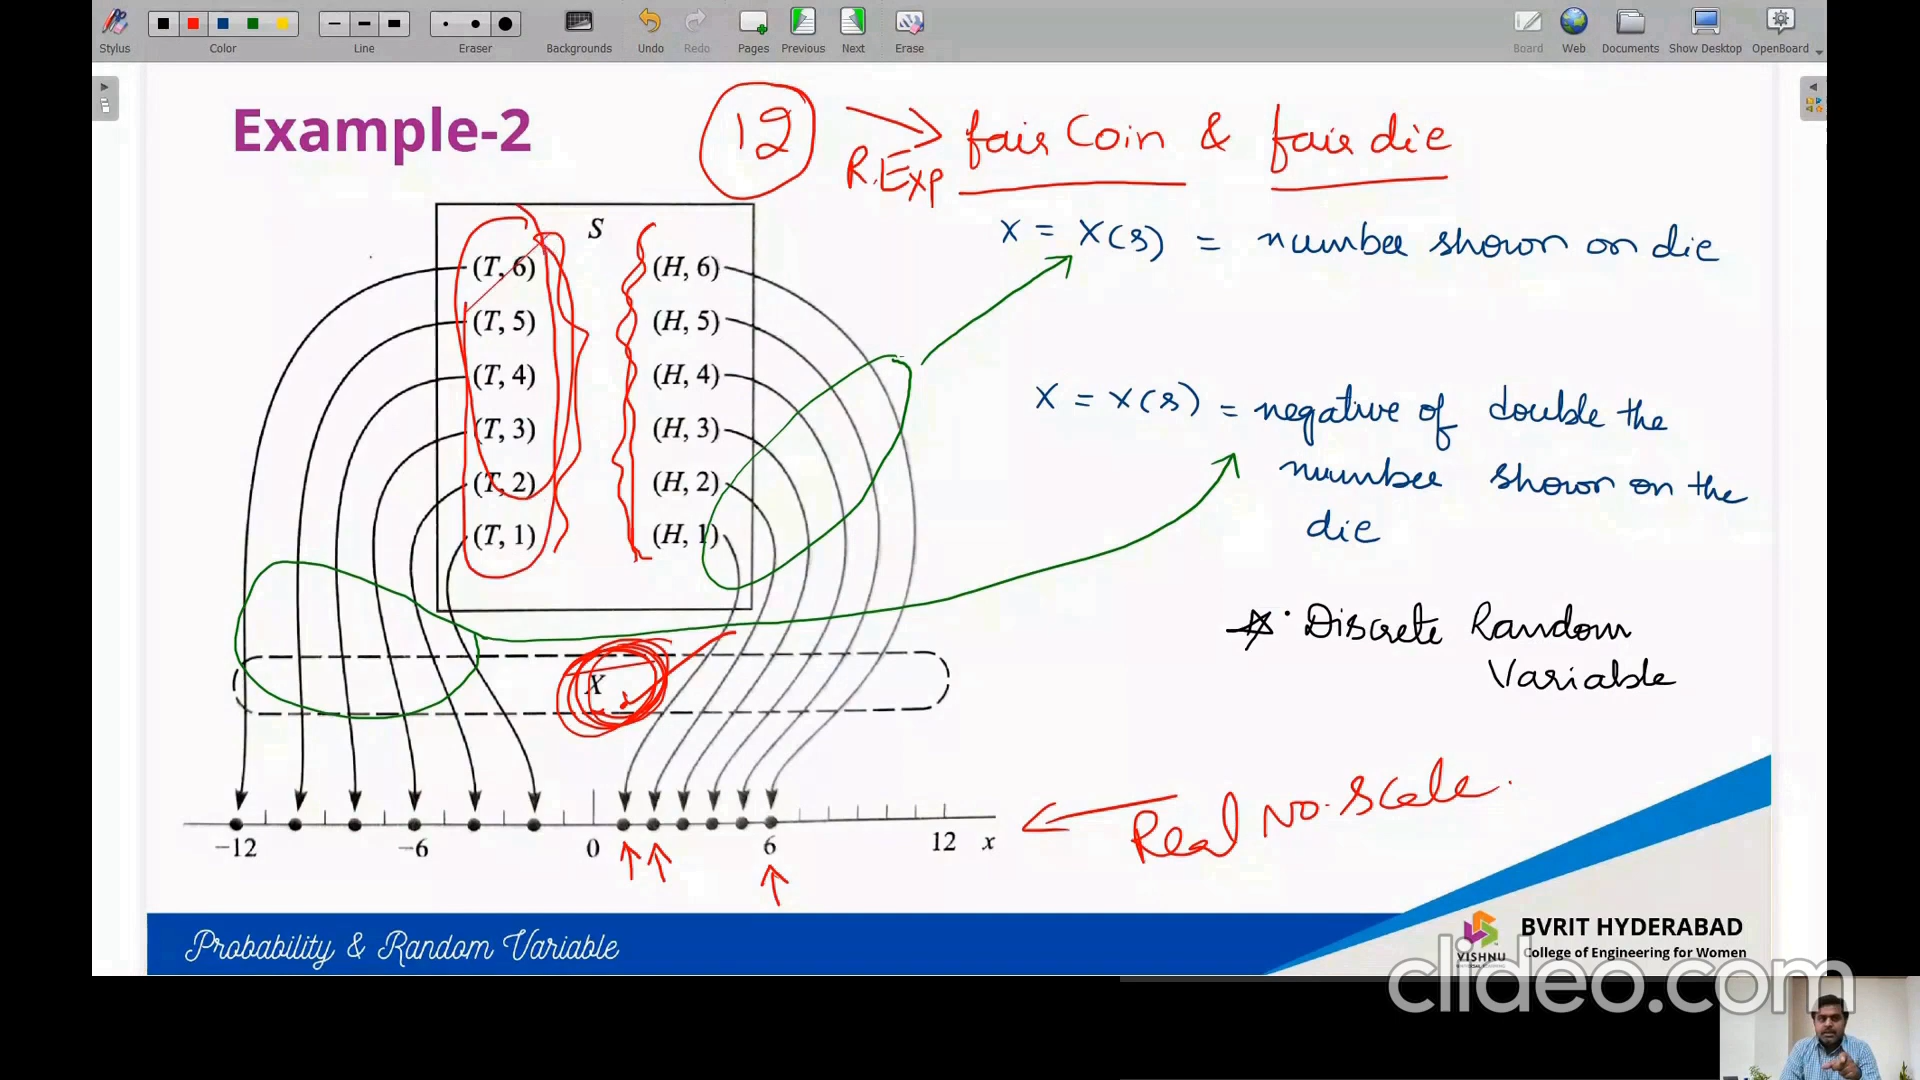 Stylus
Color
Line
Eraser
Backgrounds
Undo
Redo
Pages
Previous
Next
Erase
Board
Web
Documents
Show Desktop
OpenBoard
Example-2
12
R.Exp
fair Coin & fair die
X = X(s) = number shown on die
S
(T, 6) (H, 6)
(T, 5) (H, 5)
(T, 4) (H, 4)
(T, 3) (H, 3)
(T, 2) (H, 2)
(T, 1) (H, 1)
X = X(s) = negative of double the
number shown on the
die
Discrete Random
Variable
X
Real No. Scale.
−12 −6 0 6 12 x
Probability & Random Variable
VISHNU
BVRIT HYDERABAD
College of Engineering for Women
clideo.com